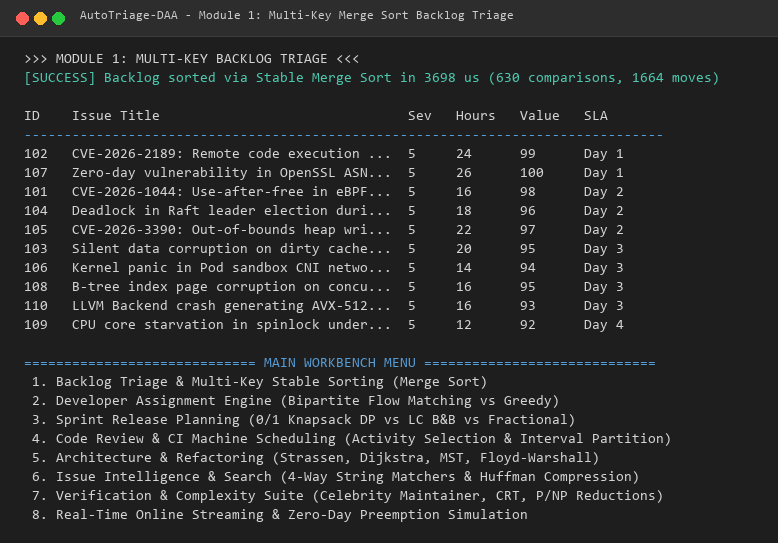 AutoTriage-DAA - Module 1: Multi-Key Merge Sort Backlog Triage
>>> MODULE 1: MULTI-KEY BACKLOG TRIAGE <<<
[SUCCESS] Backlog sorted via Stable Merge Sort in 3698 us (630 comparisons, 1664 moves)
ID    Issue Title                               Sev   Hours   Value   SLA
--------------------------------------------------------------------------------
102   CVE-2026-2189: Remote code execution ...  5     24      99      Day 1
107   Zero-day vulnerability in OpenSSL ASN...  5     26      100     Day 1
101   CVE-2026-1044: Use-after-free in eBPF...  5     16      98      Day 2
104   Deadlock in Raft leader election duri...  5     18      96      Day 2
105   CVE-2026-3390: Out-of-bounds heap wri...  5     22      97      Day 2
103   Silent data corruption on dirty cache...  5     20      95      Day 3
106   Kernel panic in Pod sandbox CNI netwo...  5     14      94      Day 3
108   B-tree index page corruption on concu...  5     16      95      Day 3
110   LLVM Backend crash generating AVX-512...  5     16      93      Day 3
109   CPU core starvation in spinlock under...  5     12      92      Day 4
============================= MAIN WORKBENCH MENU =============================
1. Backlog Triage & Multi-Key Stable Sorting (Merge Sort)
2. Developer Assignment Engine (Bipartite Flow Matching vs Greedy)
3. Sprint Release Planning (0/1 Knapsack DP vs LC B&B vs Fractional)
4. Code Review & CI Machine Scheduling (Activity Selection & Interval Partition)
5. Architecture & Refactoring (Strassen, Dijkstra, MST, Floyd-Warshall)
6. Issue Intelligence & Search (4-Way String Matchers & Huffman Compression)
7. Verification & Complexity Suite (Celebrity Maintainer, CRT, P/NP Reductions)
8. Real-Time Online Streaming & Zero-Day Preemption Simulation